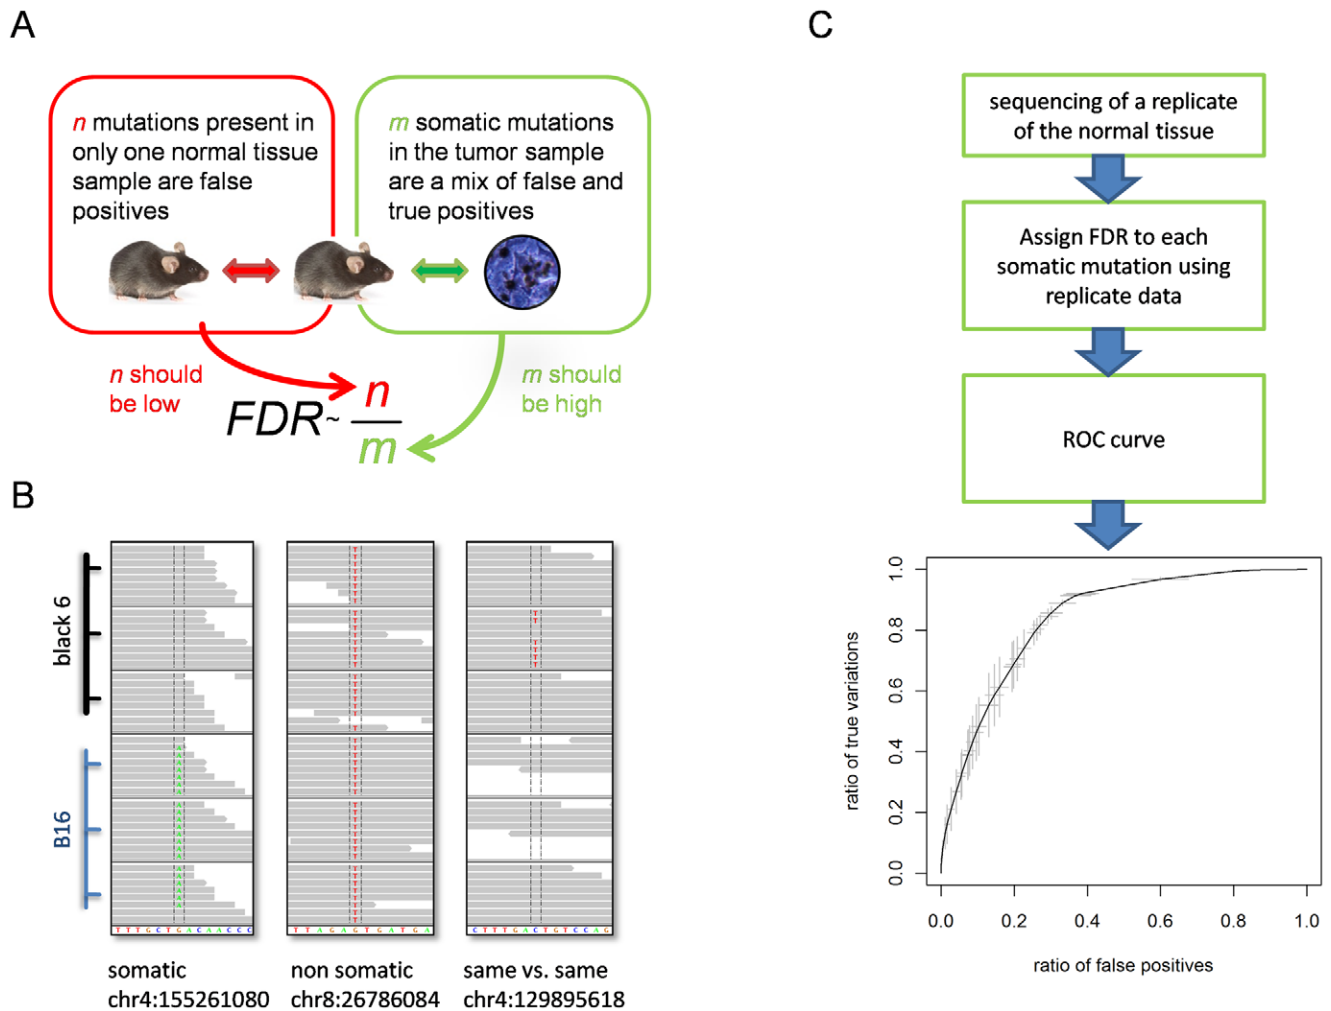 A
n mutations present in
only one normal tissue
sample are false
positives
m somatic mutations
in the tumor sample
are a mix of false and
true positives
n should
be low
FDR~ n
m
m should
be high
B
black 6
B16
T
T
T
T
T
T
T
T
T T T G C T G A C A A C C C
T T A G A G T G A T G A
C T T T G A C T G T C C A G
somatic
chr4:155261080
non somatic
chr8:26786084
same vs. same
chr4:129895618
C
sequencing of a replicate
of the normal tissue
Assign FDR to each
somatic mutation using
replicate data
ROC curve
ratio of true variations
1.0
0.8
0.6
0.4
0.2
0.0
0.0 0.2 0.4 0.6 0.8 1.0
ratio of false positives